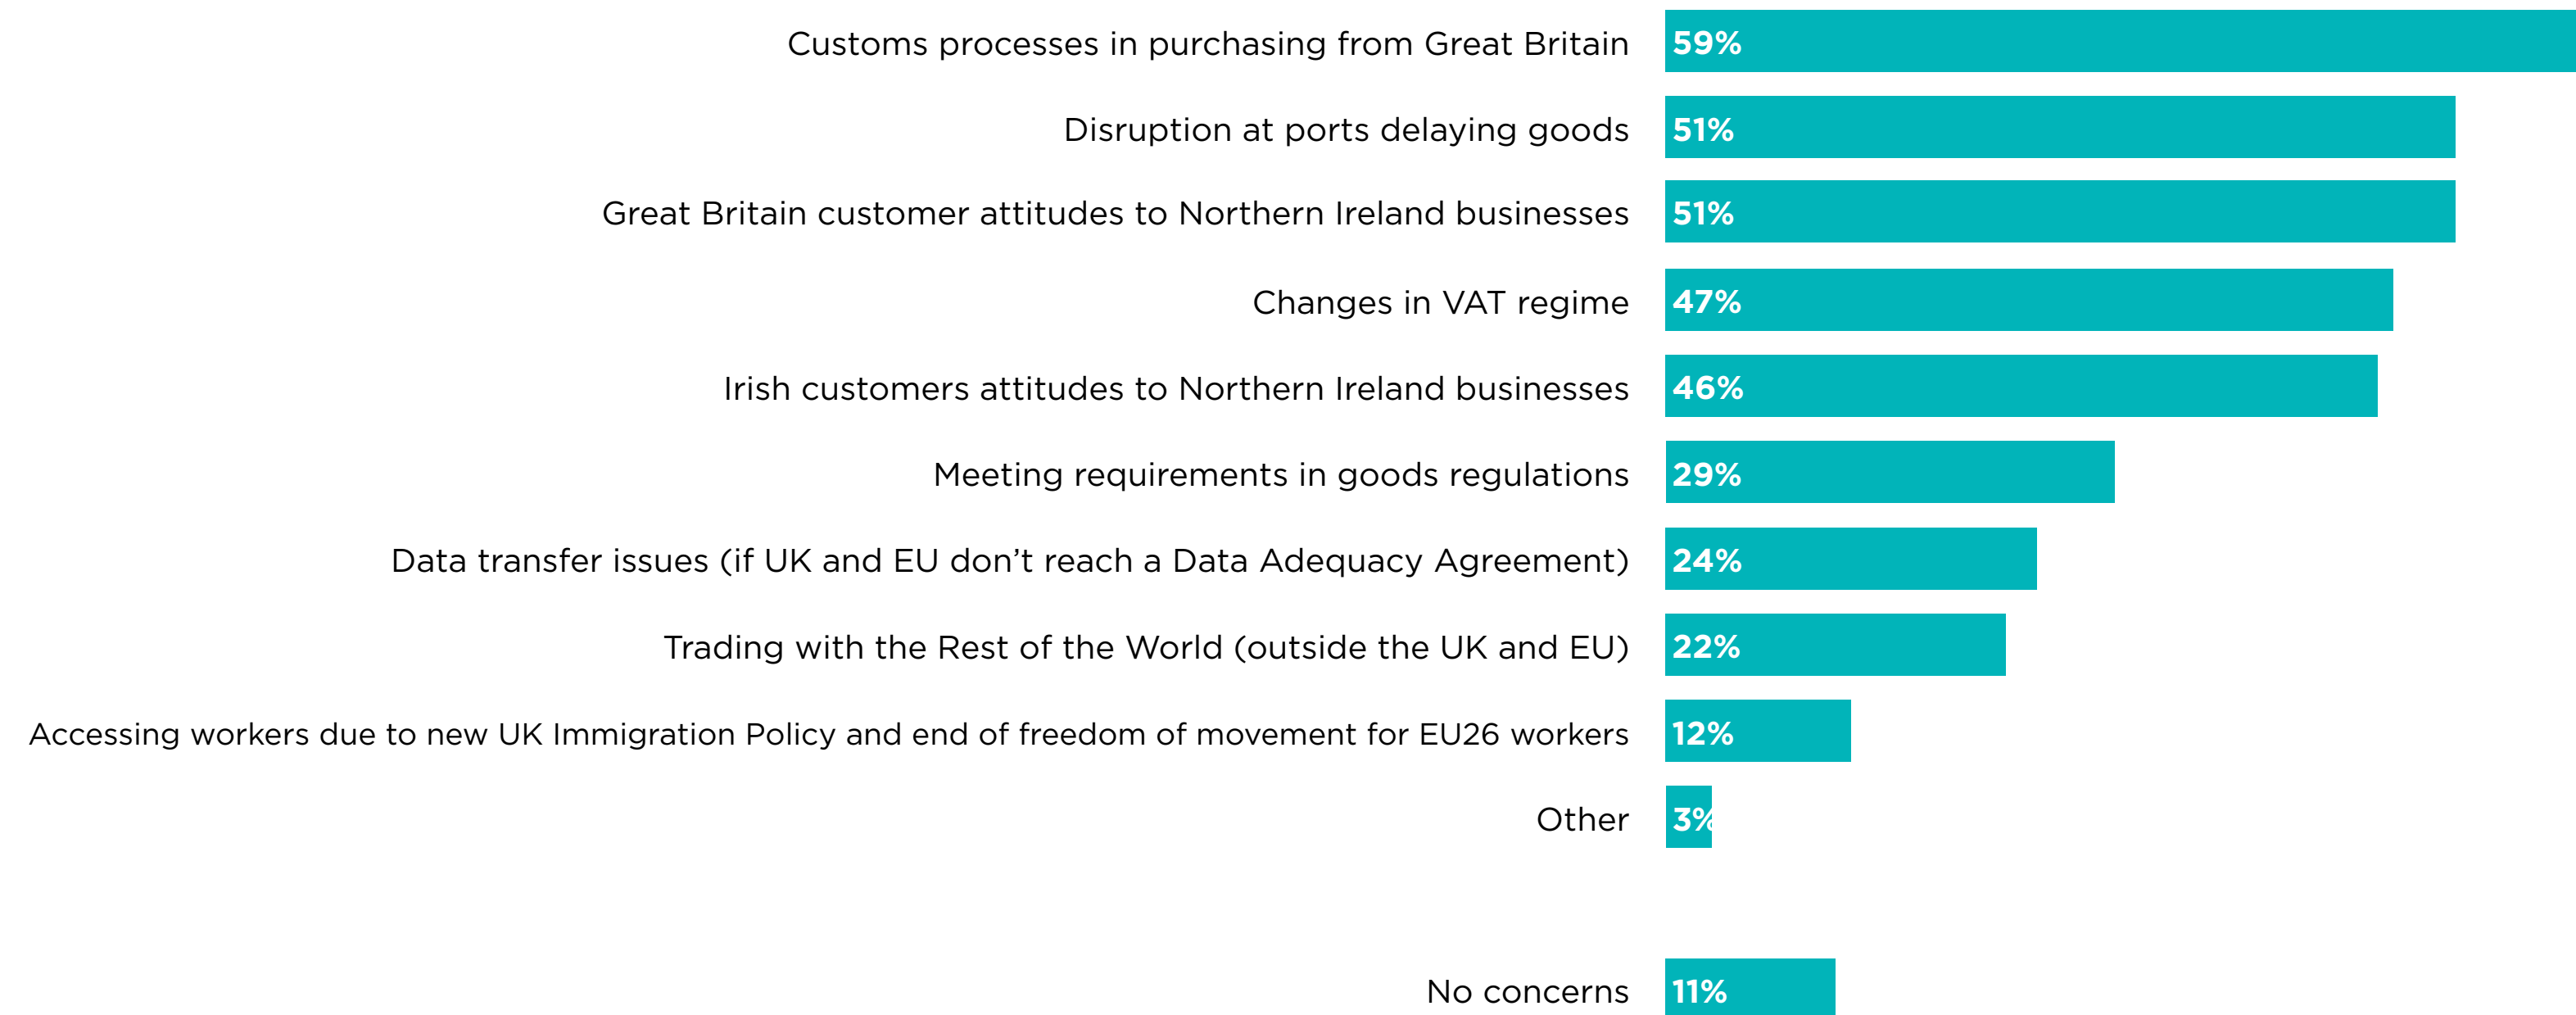 Customs processes in purchasing from Great Britain 59%
Disruption at ports delaying goods 51%
Great Britain customer attitudes to Northern Ireland businesses 51%
Changes in VAT regime 47%
Irish customers attitudes to Northern Ireland businesses 46%
Meeting requirements in goods regulations 29%
Data transfer issues (if UK and EU don’t reach a Data Adequacy Agreement) 24%
Trading with the Rest of the World (outside the UK and EU) 22%
Accessing workers due to new UK Immigration Policy and end of freedom of movement for EU26 workers 12%
Other 3%
No concerns 11%